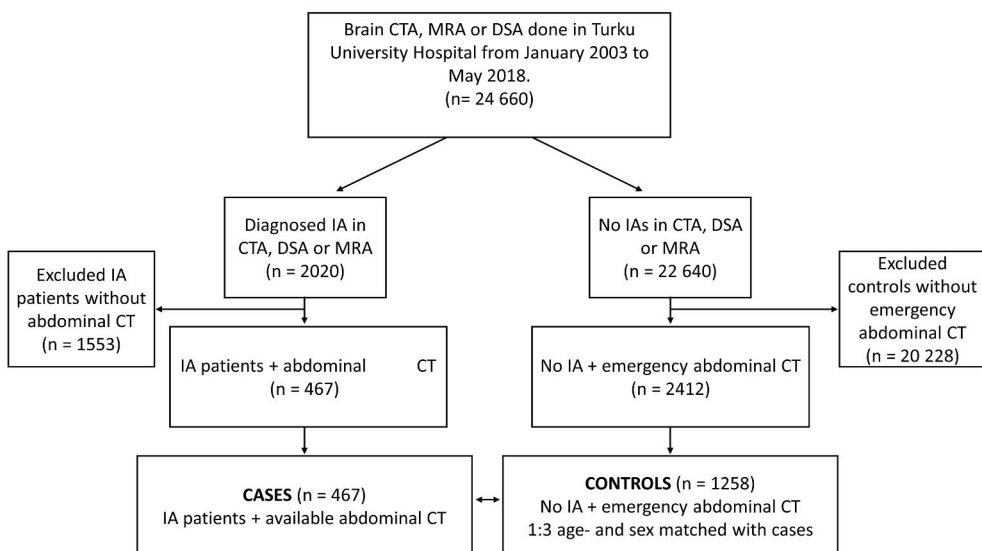 Brain CTA, MRA or DSA done in Turku
University Hospital from January 2003 to
May 2018.
(n= 24 660)
Diagnosed IA in
CTA, DSA or MRA
(n = 2020)
No IAs in CTA, DSA
or MRA
(n = 22 640)
Excluded IA
patients without
abdominal CT
(n = 1553)
Excluded
controls without
emergency
abdominal CT
(n = 20 228)
IA patients + abdominal CT
(n = 467)
No IA + emergency abdominal CT
(n = 2412)
CASES (n = 467)
IA patients + available abdominal CT
CONTROLS (n = 1258)
No IA + emergency abdominal CT
1:3 age- and sex matched with cases